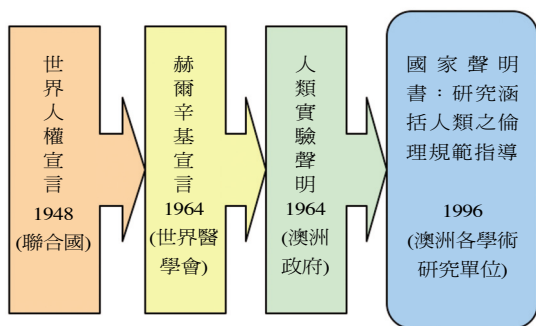 世界人權宣言
1948
(聯合國)
赫爾辛基宣言
1964
(世界醫
學會)
人類實驗聲明
1964
(澳洲
政府)
國家聲明
書：研究涵
括人類之倫
理規範指導
1996
(澳洲各學術
研究單位)